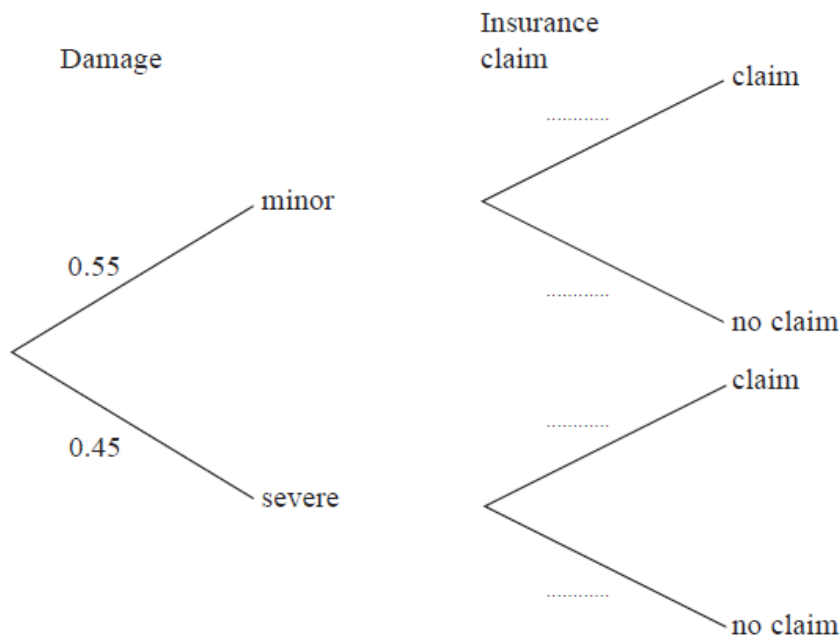 Damage
Insurance
claim
claim
minor
0.55
no claim
claim
0.45
severe
no claim